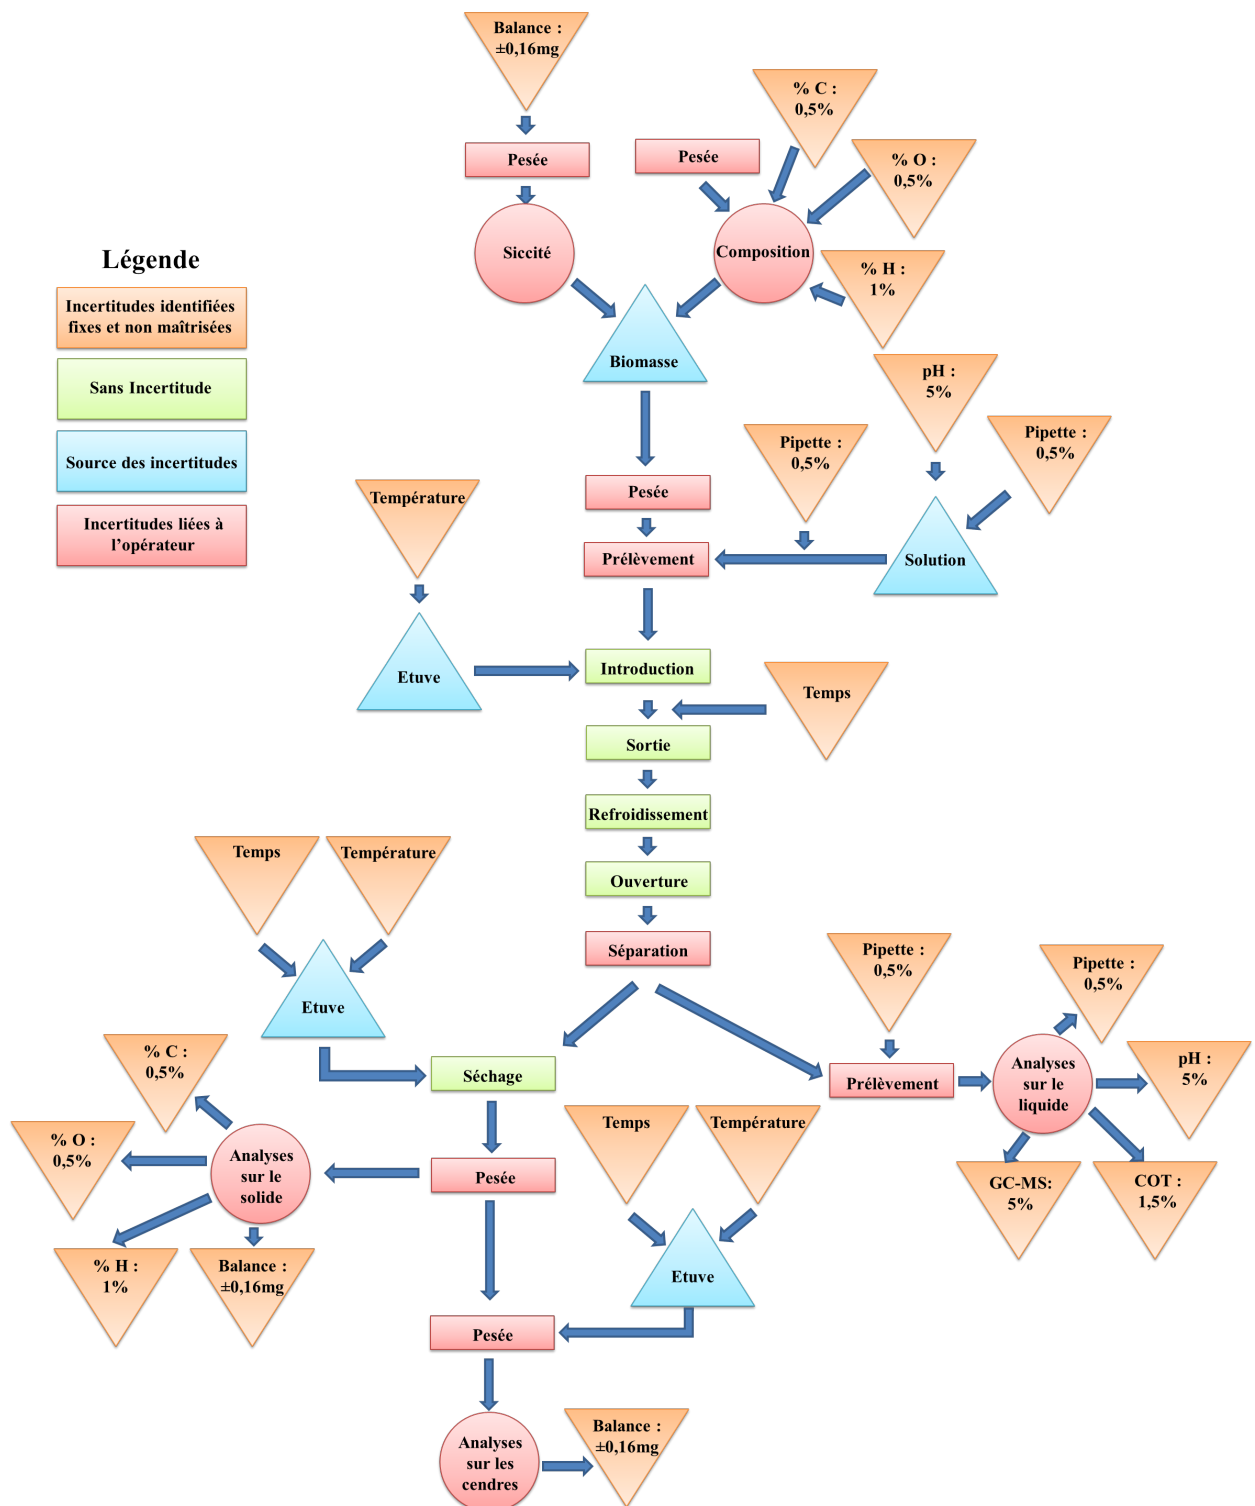 Balance :
±0,16mg
% C :
0,5%
Pesée
Pesée
% O :
0,5%
Siccité
Composition
Légende
% H :
1%
Incertitudes identifiées
fixes et non maîtrisées
Biomasse
pH :
5%
Sans Incertitude
Pipette :
0,5%
Pipette :
0,5%
Source des incertitudes
Température
Pesée
Incertitudes liées à
l’opérateur
Prélèvement
Solution
Etuve
Introduction
Temps
Sortie
Refroidissement
Temps
Température
Ouverture
Séparation
Pipette :
0,5%
Pipette :
0,5%
Etuve
% C :
0,5%
Séchage
Prélèvement
Analyses
sur le
liquide
pH :
5%
Temps
Température
% O :
0,5%
Analyses
sur le
solide
Pesée
GC-MS:
5%
COT :
1,5%
% H :
1%
Balance :
±0,16mg
Etuve
Pesée
Analyses
sur les
cendres
Balance :
±0,16mg